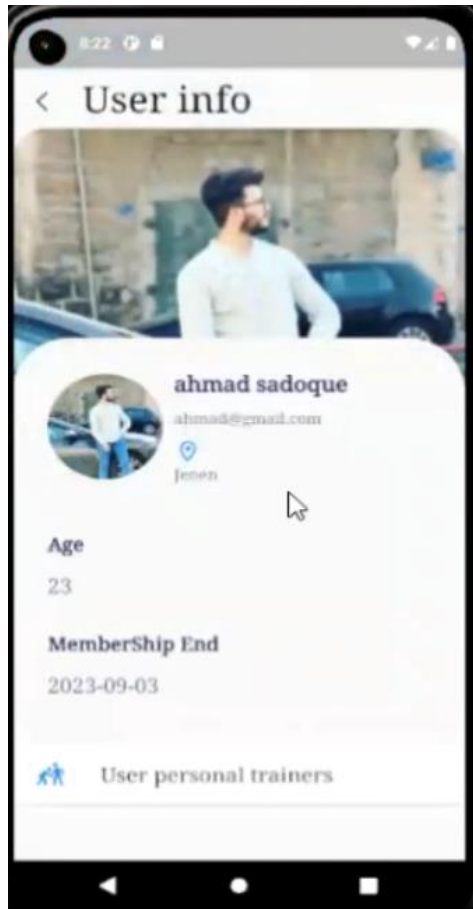 8:22
User info
ahmad sadoque
ahmad@gmail.com
Jenen
Age
23
MemberShip End
2023-09-03
User personal trainers